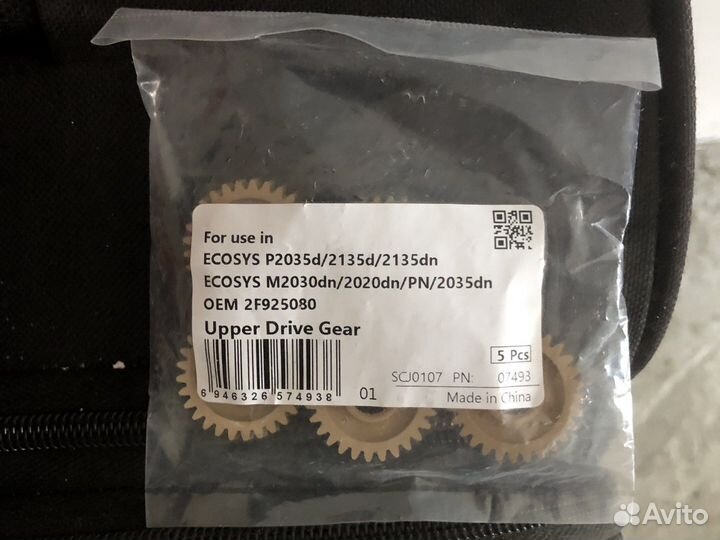 For use in
ECOSYS P2035d/2135d/2135dn
ECOSYS M2030dn/2020dn/PN/2035dn
OEM 2F925080
Upper Drive Gear
5 Pcs
6 946326 574938 01
SCJ0107 PN: 07493
Made in China
Avito